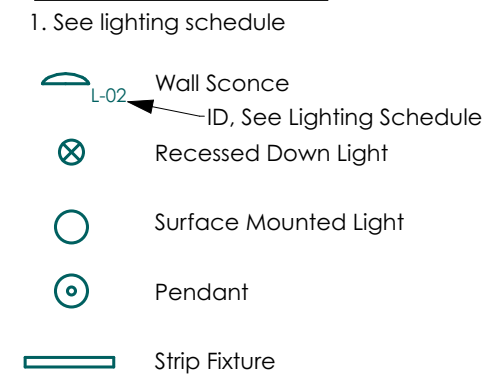 1. See lighting schedule
Wall Sconce
L-02
ID, See Lighting Schedule
Recessed Down Light
Surface Mounted Light
Pendant
Strip Fixture